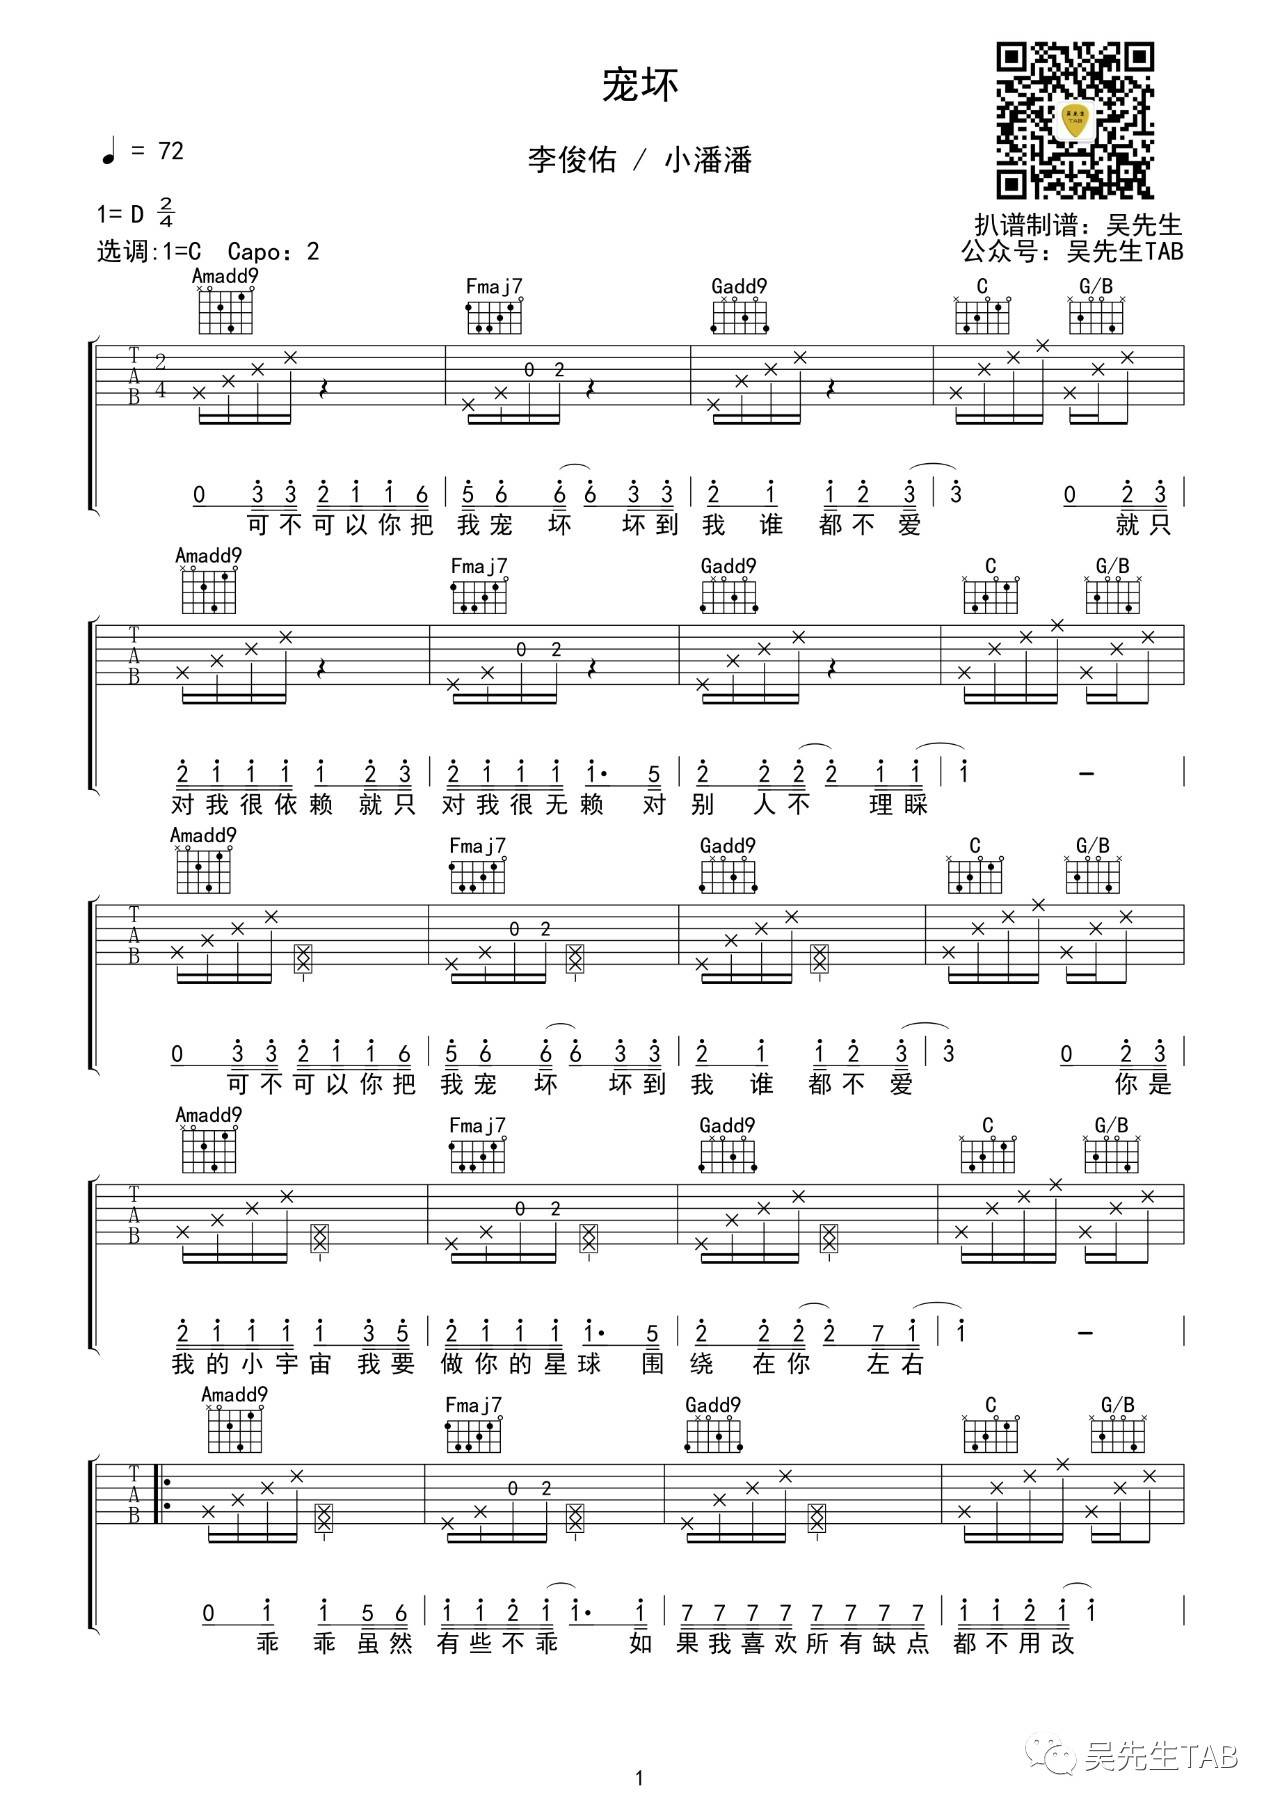 宠坏
♩ = 72
李俊佑 / 小潘潘
1= D 2/4
扒谱制谱：吴先生
选调:1=C Capo：2
公众号：吴先生TAB
Amadd9 Fmaj7 Gadd9 C G/B
T A B 2 4 0 2
0 3 3 2 1 1 6 | 5 6 6 6 3 3 | 2 1 1 2 3 | 3 0 2 3 |
可不可以你把 我宠 坏 坏到 我 谁 都不 爱 就只
Amadd9 Fmaj7 Gadd9 C G/B
T A B 0 2
2 1 1 1 1 2 3 | 2 1 1 1 1· 5 | 2 2 2 2 1 1 | 1 – |
对我很依赖 就只 对我很无赖 对 别 人不 理睬
Amadd9 Fmaj7 Gadd9 C G/B
T A B 0 2
0 3 3 2 1 1 6 | 5 6 6 6 3 3 | 2 1 1 2 3 | 3 0 2 3 |
可不可以你把 我宠 坏 坏到 我 谁 都不 爱 你是
Amadd9 Fmaj7 Gadd9 C G/B
T A B 0 2
2 1 1 1 1 3 5 | 2 1 1 1 1· 5 | 2 2 2 2 7 1 | 1 – |
我的小宇宙 我要 做你的星球 围 绕 在你 左右
Amadd9 Fmaj7 Gadd9 C G/B
T A B 0 2
0 1 1 5 6 | 1 1 2 1 1· 1 | 7 7 7 7 7 7 7 7 | 1 1 2 1 1 |
乖 乖虽然 有些不乖 如 果我喜欢所有缺点 都不用改
吴先生TAB
1